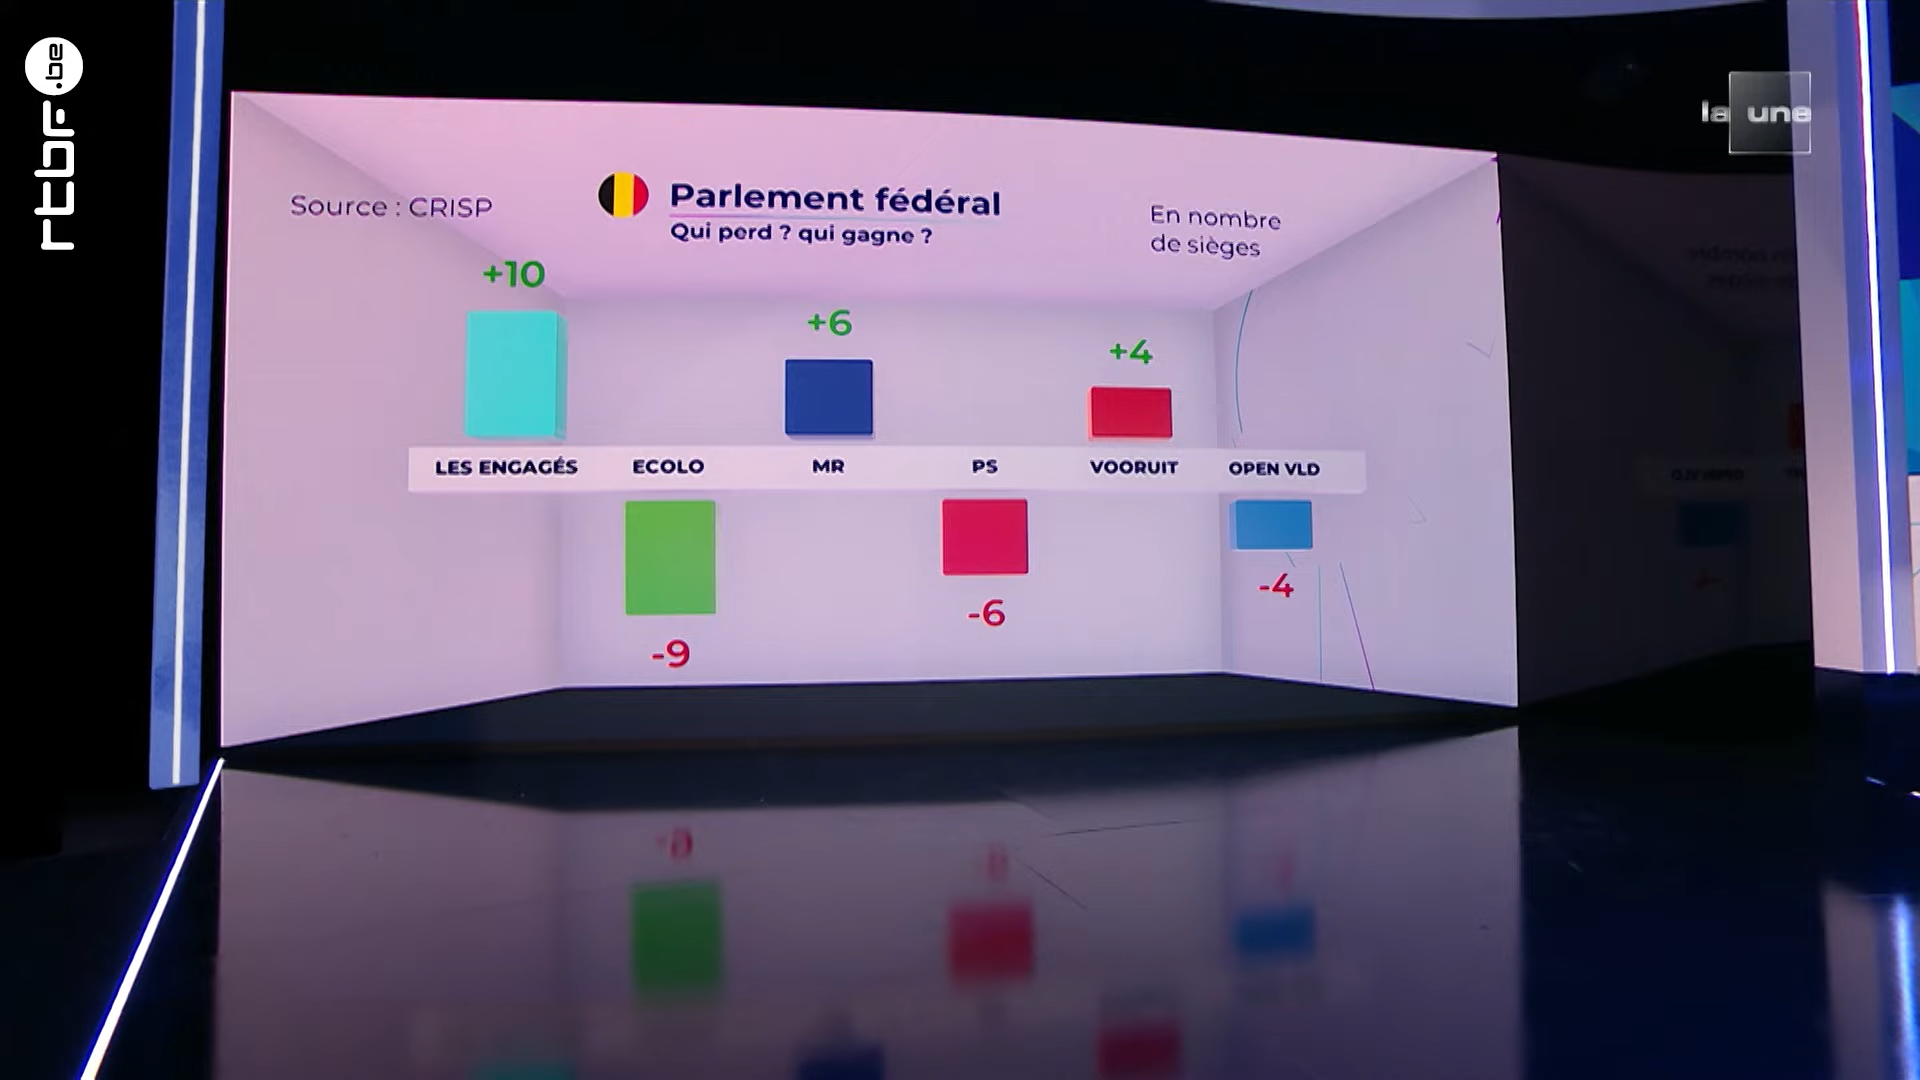 rtbf.be
la une
Source : CRISP
Parlement fédéral
Qui perd ? qui gagne ?
En nombre
de sièges
+10
+6
+4
LES ENGAGÉS
ECOLO
MR
PS
VOORUIT
OPEN VLD
-9
-6
-4